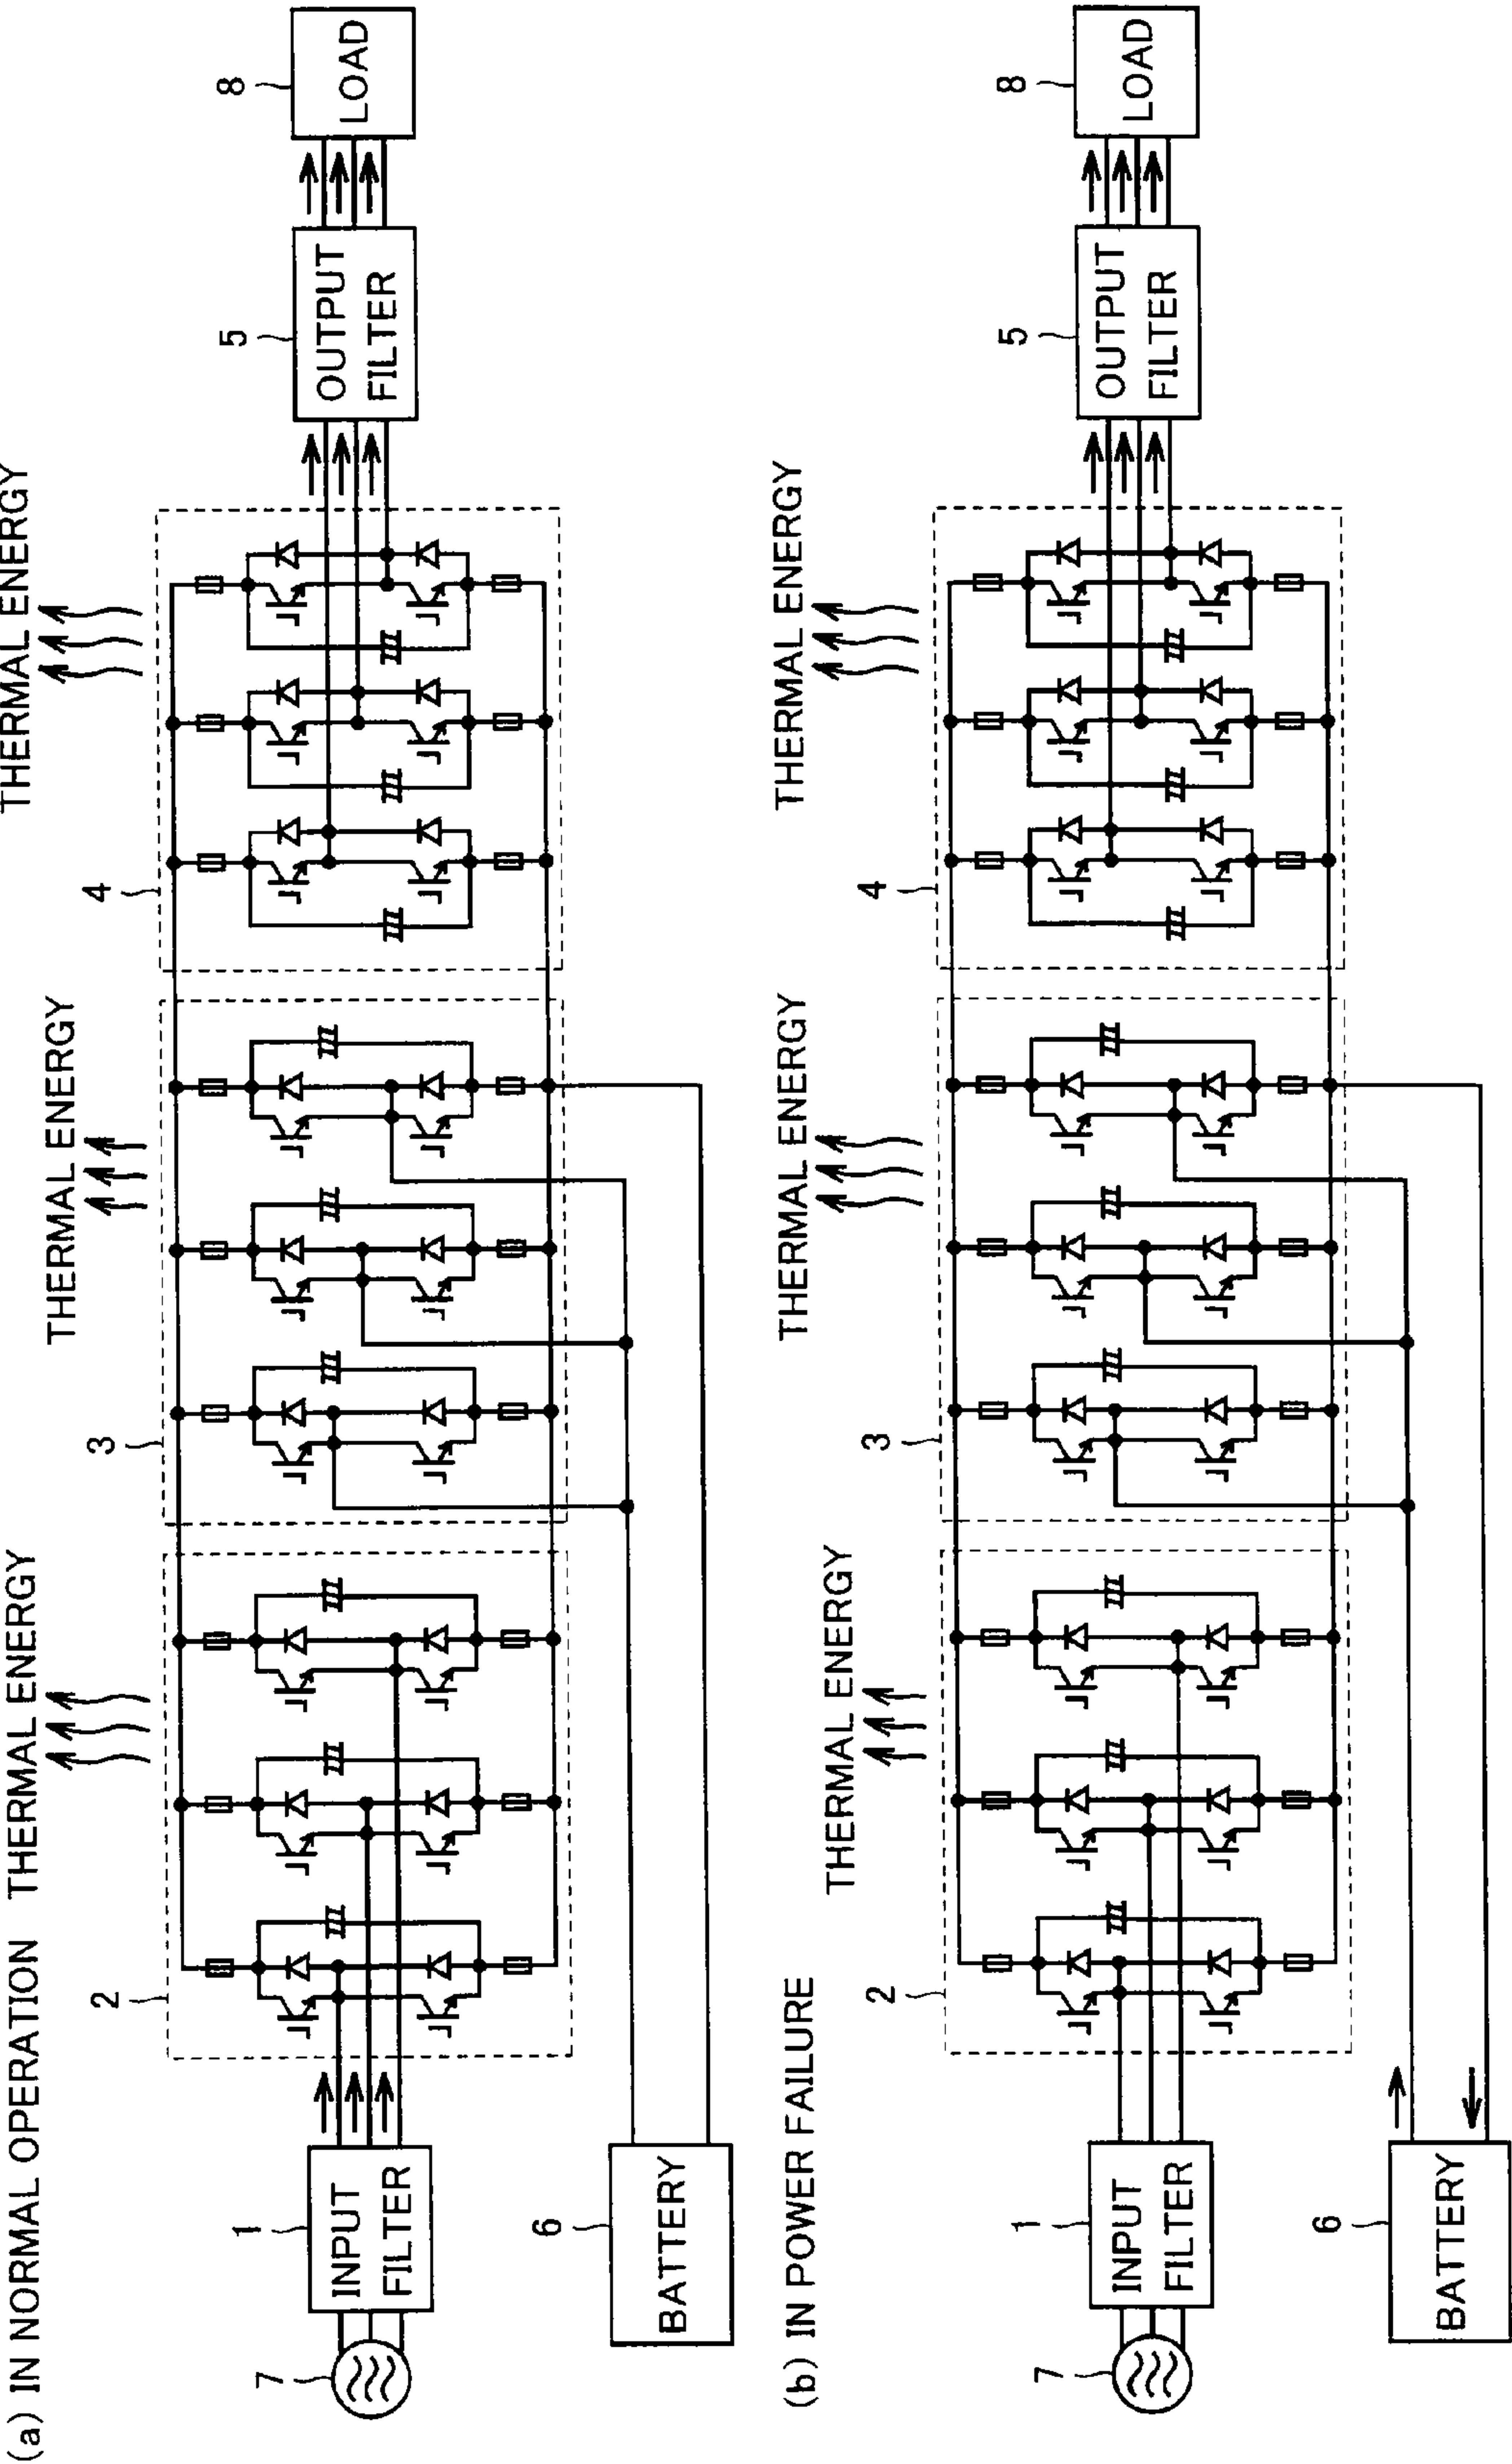 (a) IN NORMAL OPERATION
THERMAL ENERGY
THERMAL ENERGY
THERMAL ENERGY
2
3
4
7
1
INPUT
FILTER
5
OUTPUT
FILTER
8
LOAD
6
BATTERY
(b) IN POWER FAILURE
THERMAL ENERGY
THERMAL ENERGY
THERMAL ENERGY
2
3
4
7
1
INPUT
FILTER
5
OUTPUT
FILTER
8
LOAD
6
BATTERY